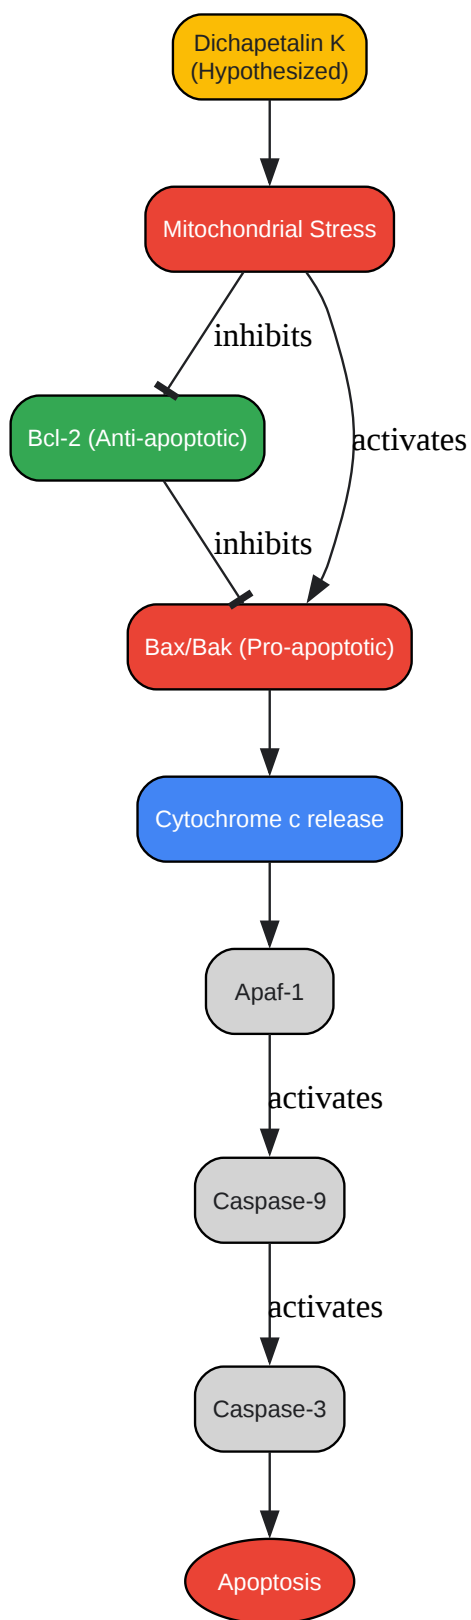 Dichapetalin K
(Hypothesized)
Mitochondrial Stress
inhibits
Bcl-2 (Anti-apoptotic)
activates
inhibits
Bax/Bak (Pro-apoptotic)
Cytochrome c release
Apaf-1
activates
Caspase-9
activates
Caspase-3
Apoptosis